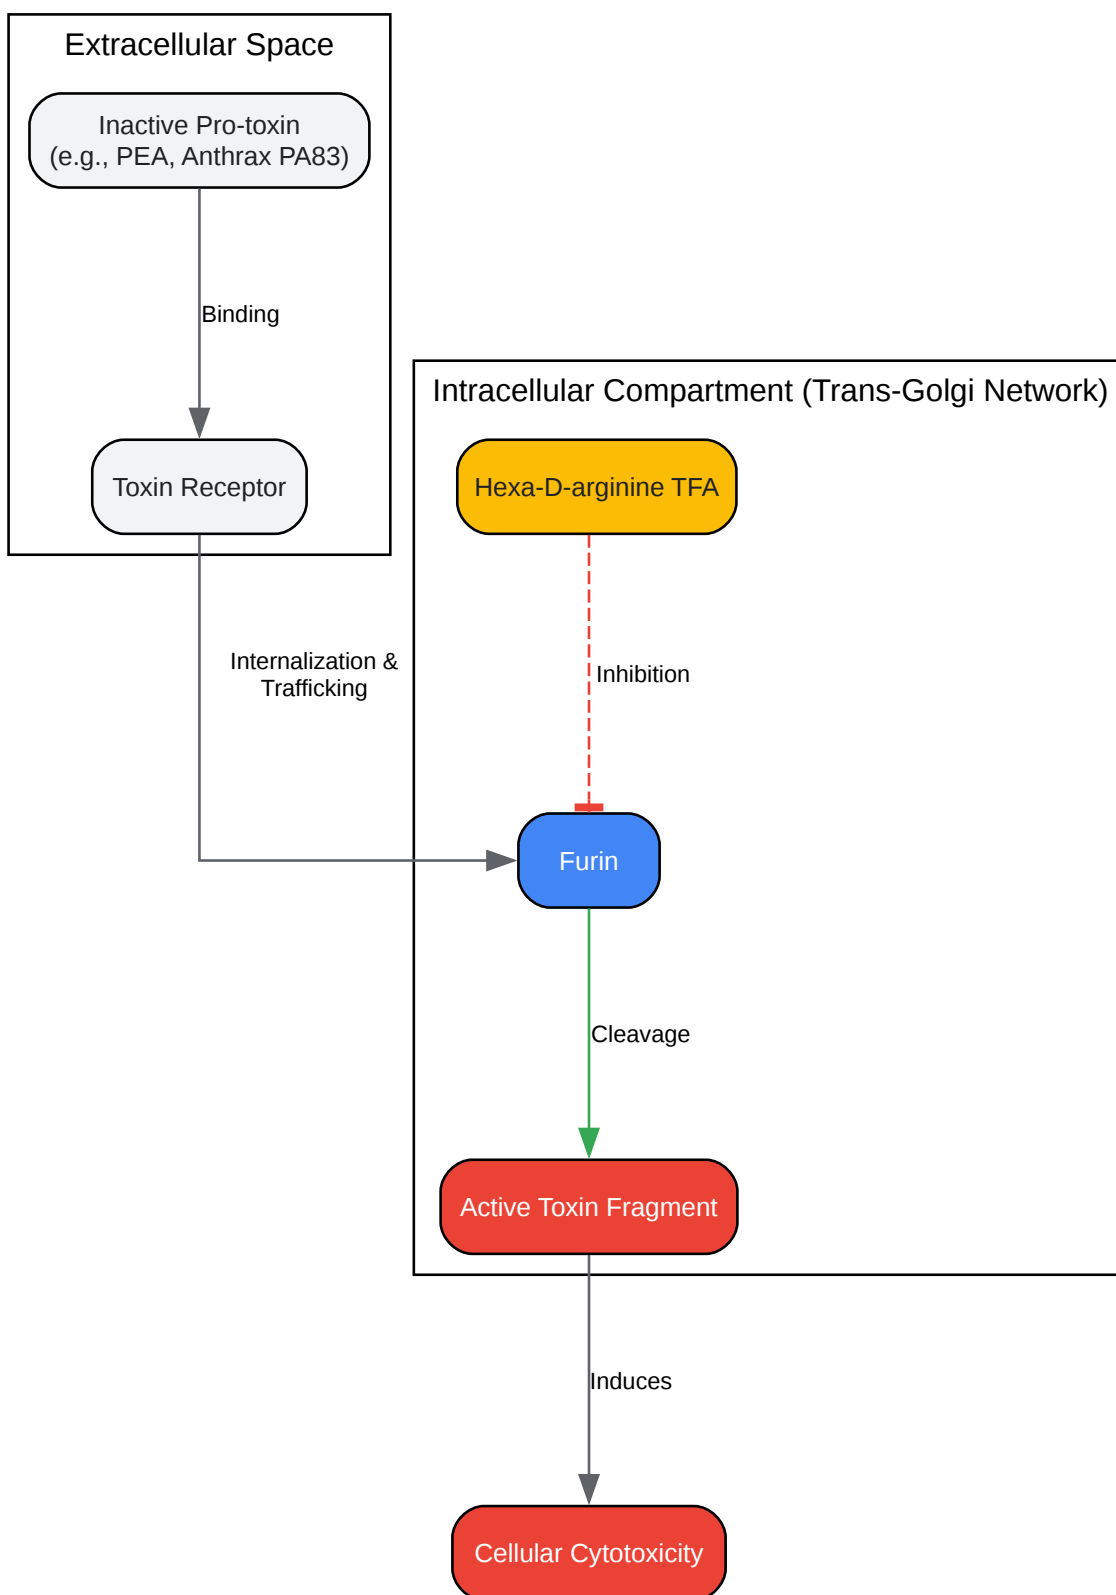 Extracellular Space
Inactive Pro-toxin
(e.g., PEA, Anthrax PA83)
Binding
Toxin Receptor
Intracellular Compartment (Trans-Golgi Network)
Hexa-D-arginine TFA
Internalization &
Trafficking
Inhibition
Furin
Cleavage
Active Toxin Fragment
Induces
Cellular Cytotoxicity